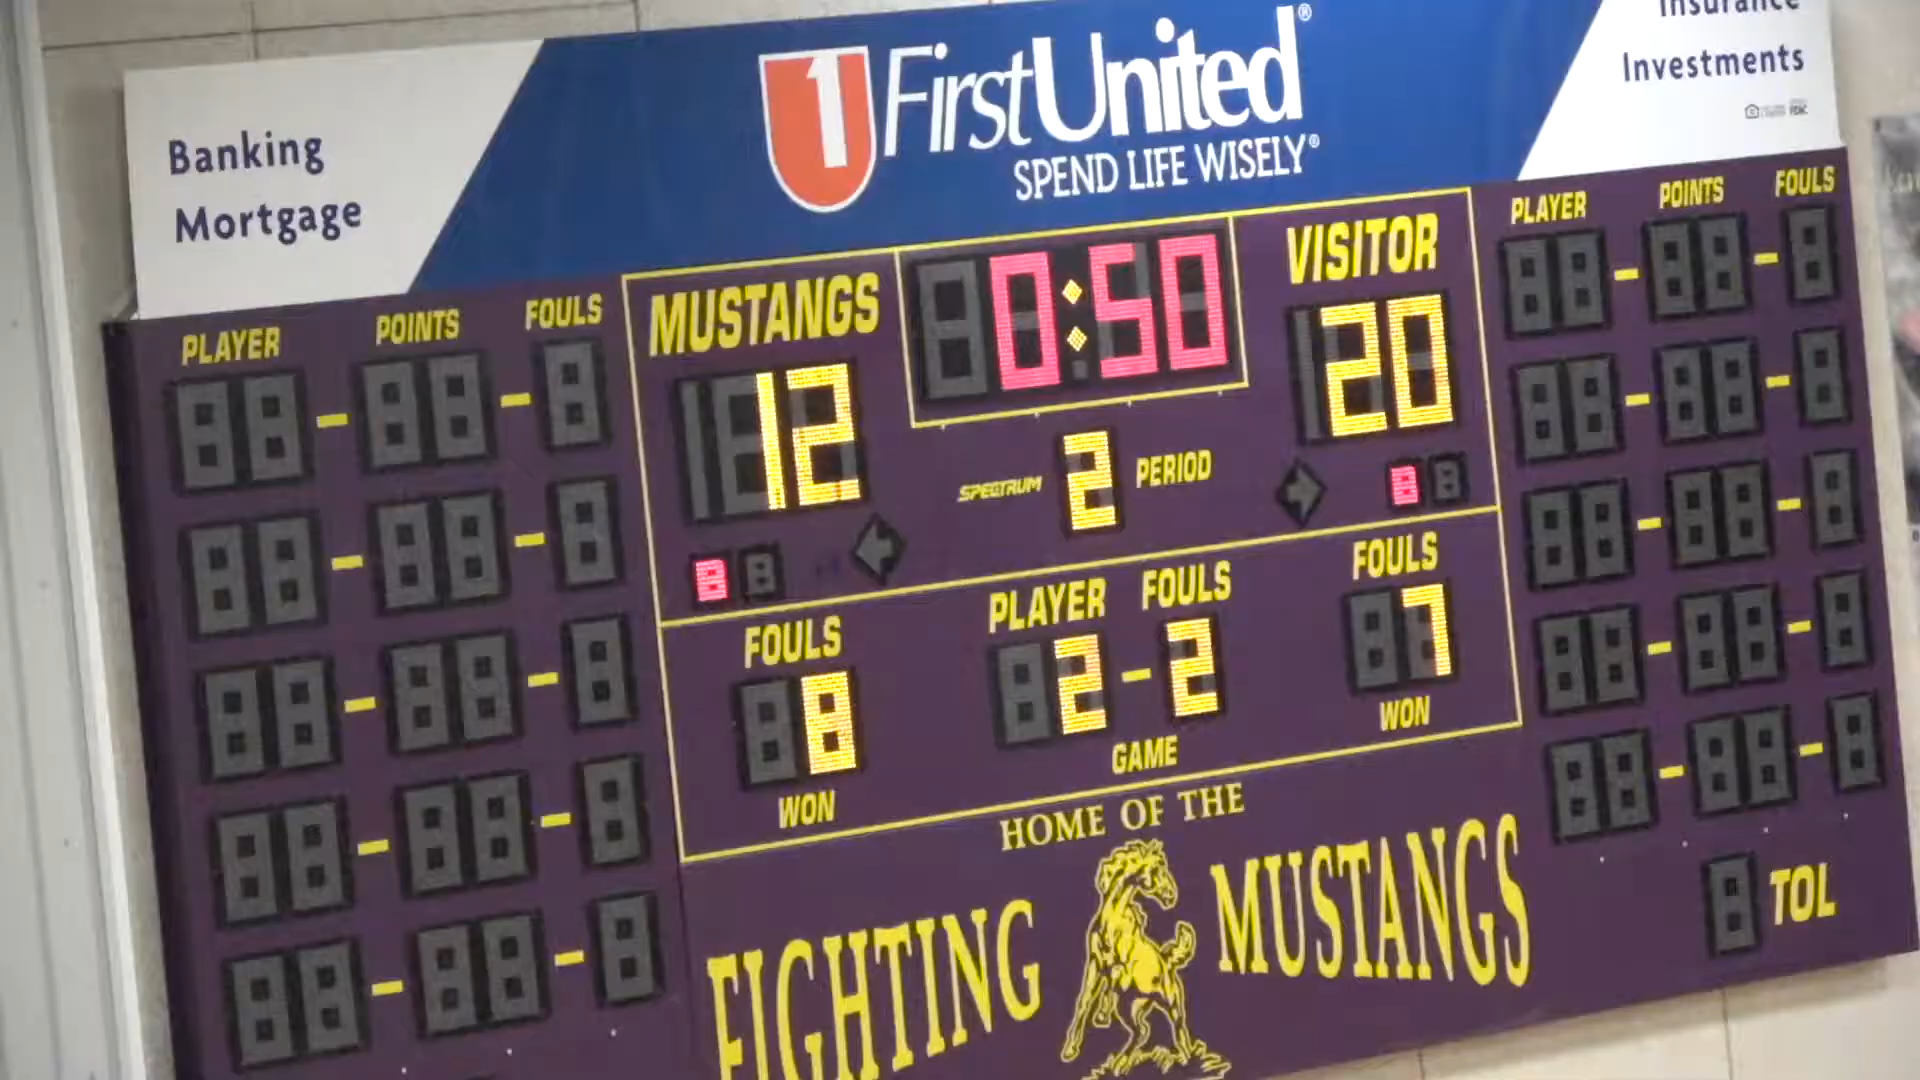 Insurance
Investments
Banking
Mortgage
1 FirstUnited®
SPEND LIFE WISELY®
PLAYER POINTS FOULS
MUSTANGS
0:50
VISITOR
PLAYER POINTS FOULS
12
20
SPECTRUM 2 PERIOD
B
B
FOULS
PLAYER FOULS
FOULS
8
2-2
7
WON
GAME
WON
HOME OF THE
FIGHTING MUSTANGS
TOL